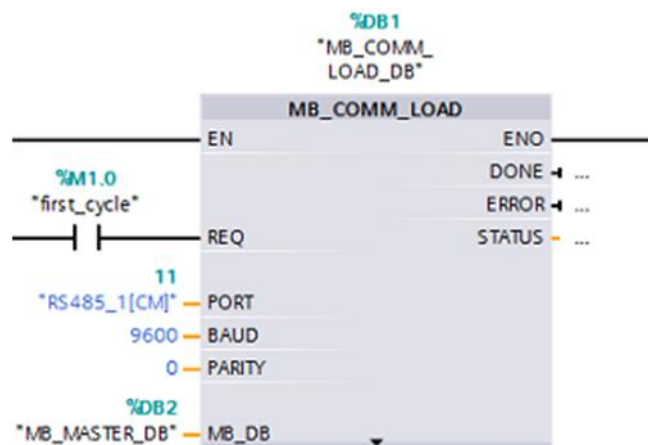 %DB1
"MB_COMM_
LOAD_DB"
MB_COMM_LOAD
EN ENO
DONE ...
%M1.0 ERROR ...
"first_cycle"
REQ STATUS ...
11
"RS485_1[CM]" PORT
9600 BAUD
0 PARITY
%DB2
"MB_MASTER_DB" MB_DB